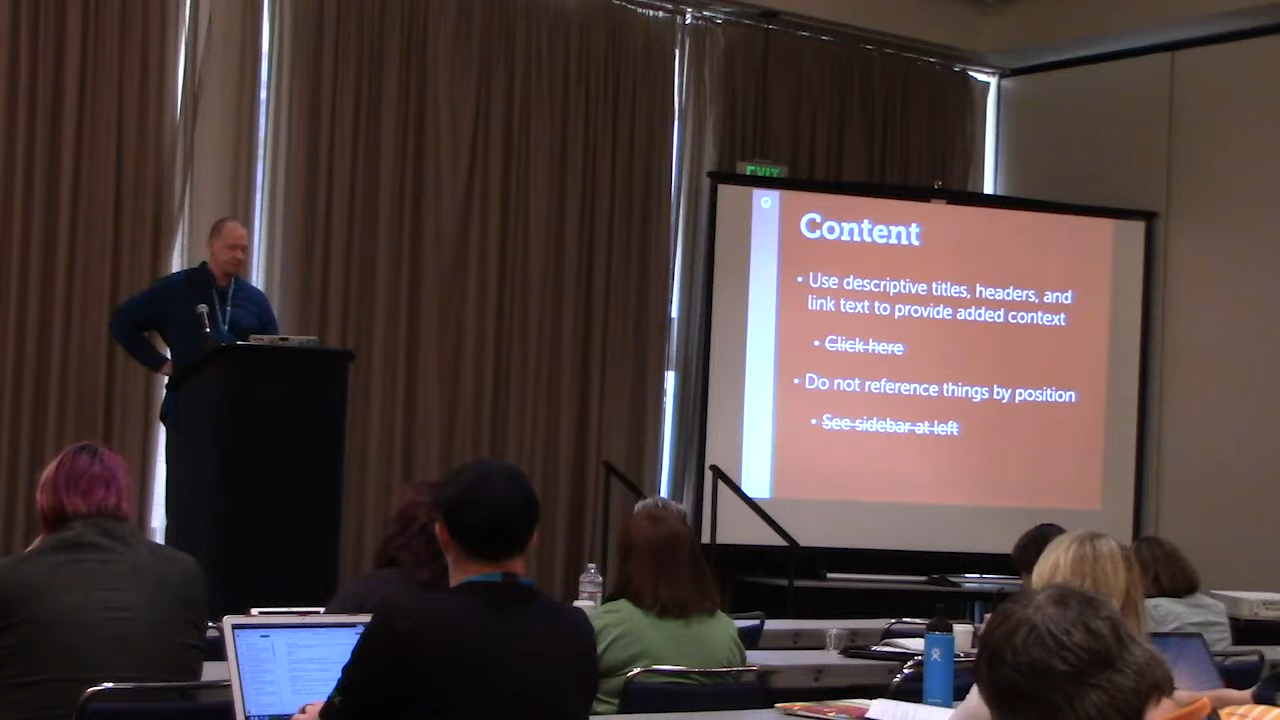 EXIT
Content
• Use descriptive titles, headers, and
link text to provide added context
• Click here
• Do not reference things by position
• See sidebar at left